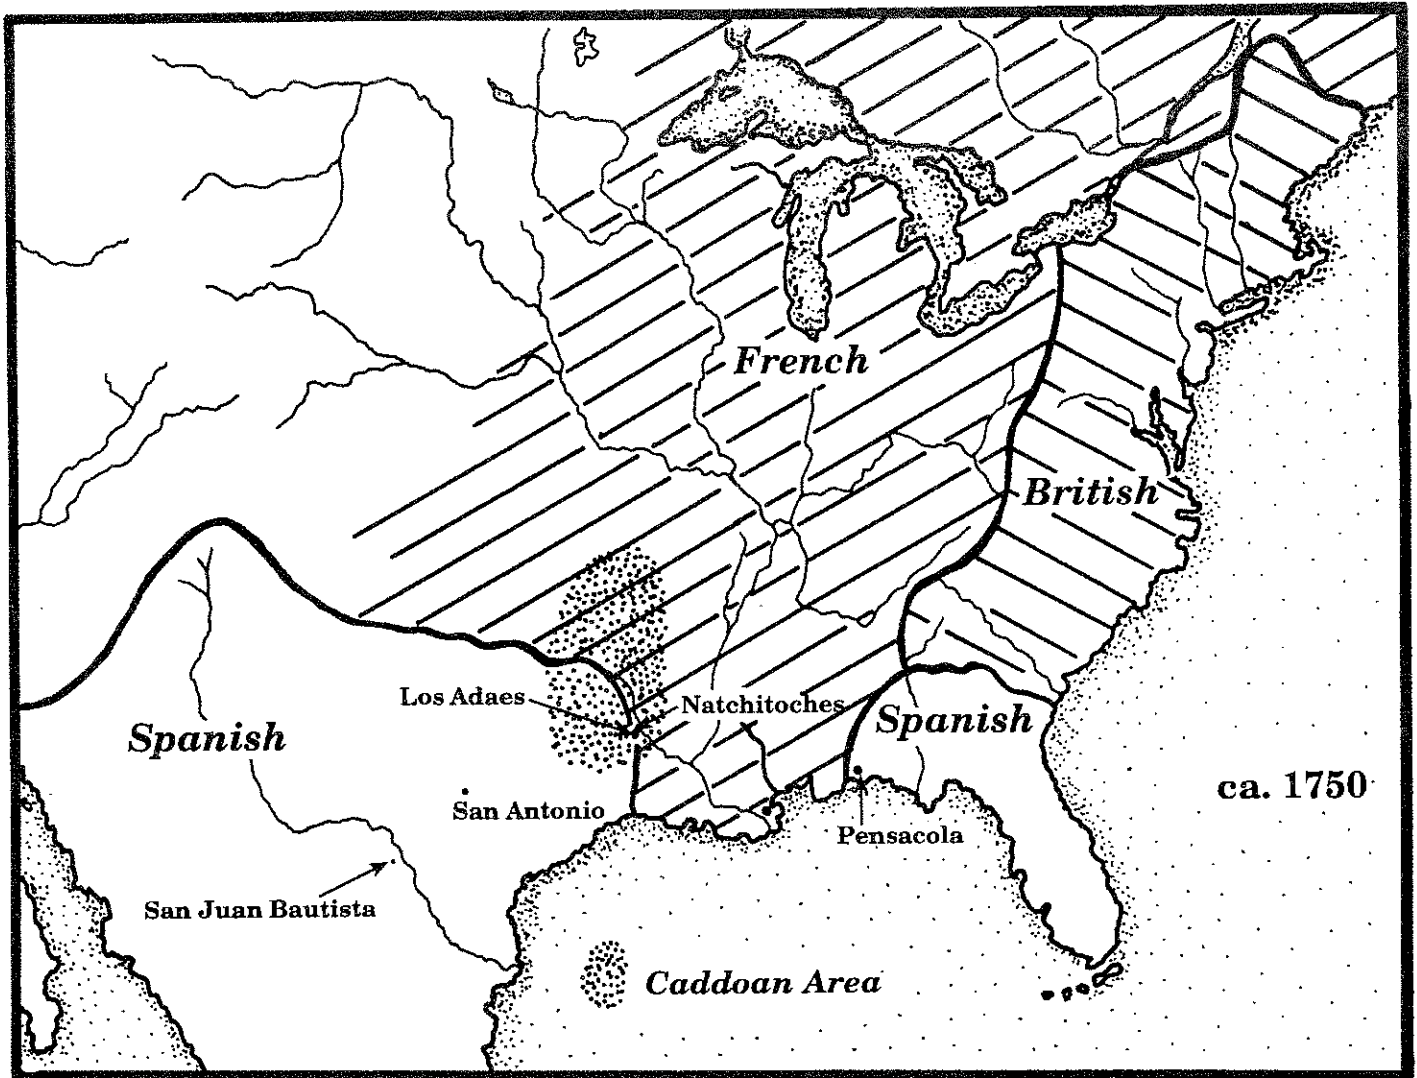 French
British
Los Adaes
Natchitoches
Spanish
Spanish
San Antonio
Pensacola
ca. 1750
San Juan Bautista
Caddoan Area